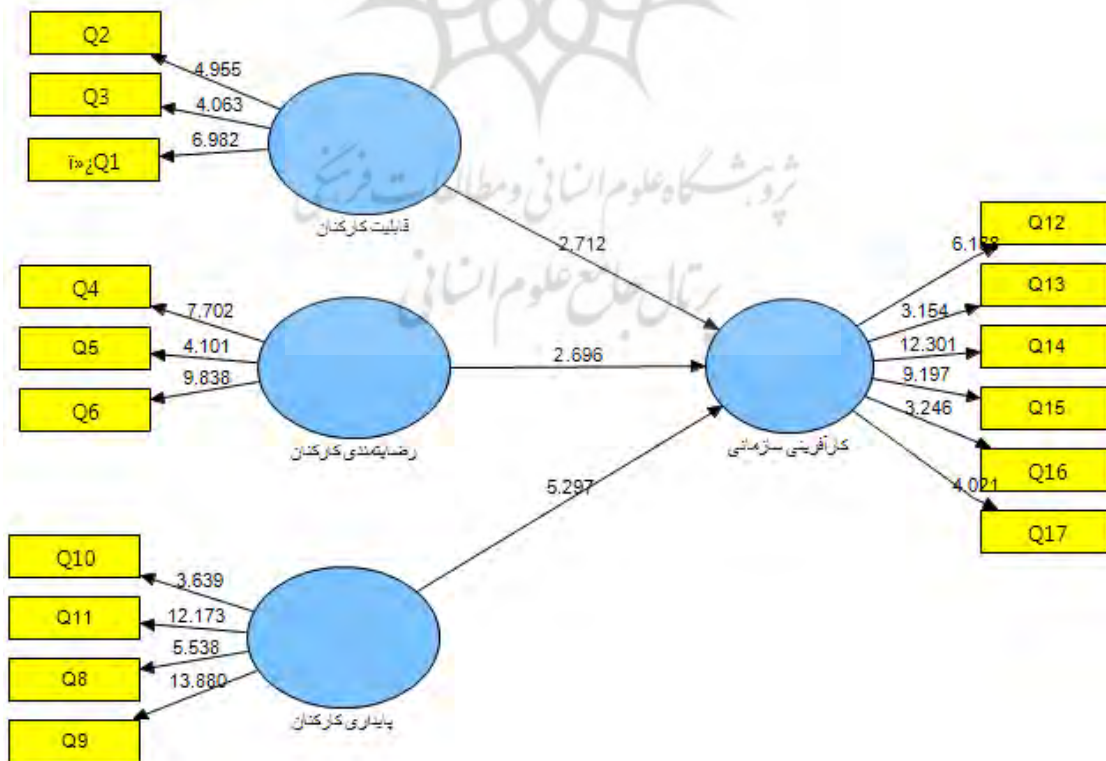 Q2
4.955
Q3
4.063
ï»¿Q1
6.982
قابلیت کارکنان
پژوهشگاه علوم انسانی و مطالعات فرهنگی
پرتال جامع علوم انسانی
2.712
Q4
7.702
Q5
4.101
Q6
9.838
رضایتمندی کارکنان
2.696
Q10
3.639
Q11
12.173
Q8
5.538
Q9
13.880
پایداری کارکنان
5.297
کارآفرینی سازمانی
Q12
Q13
3.154
Q14
12.301
Q15
9.197
Q16
3.246
Q17
4.021